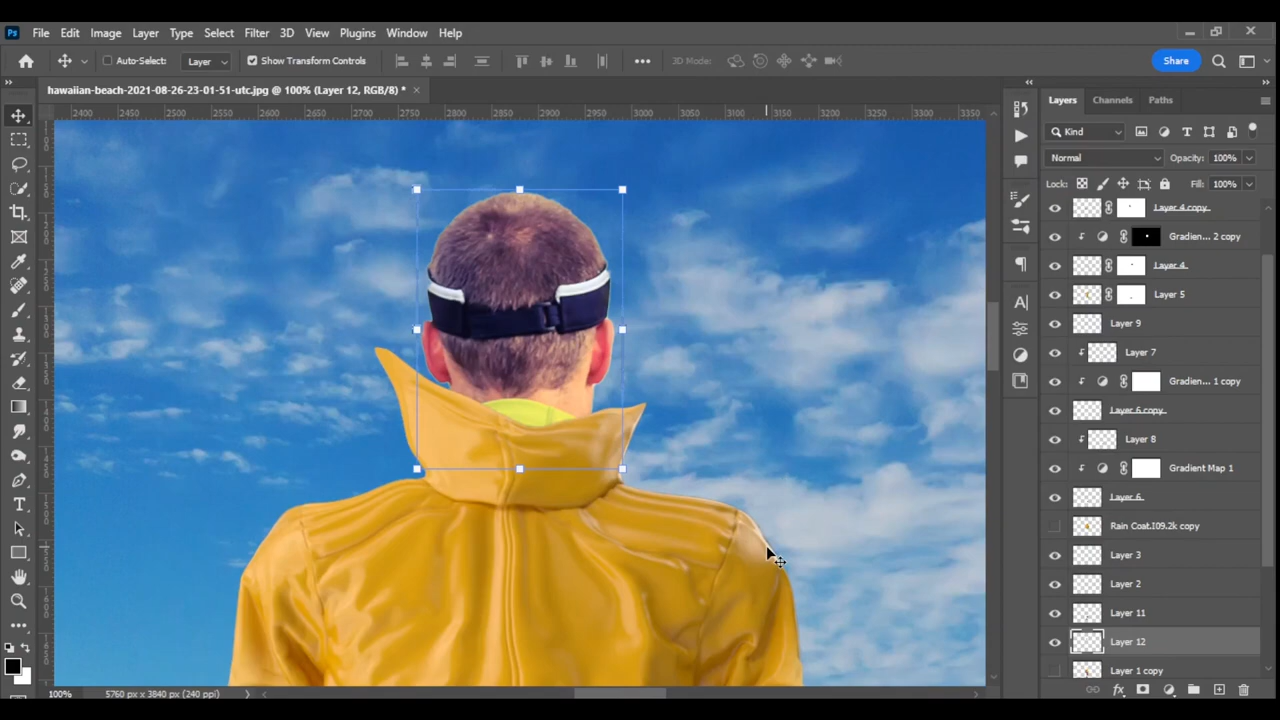 Ps File Edit Image Layer Type Select Filter 3D View Plugins Window Help
Auto-Select: Layer Show Transform Controls 3D Mode: Share
hawaiian-beach-2021-08-26-23-01-51-utc.jpg @ 100% (Layer 12, RGB/8) *
2400 2450 2500 2550 2600 2650 2700 2750 2800 2850 2900 2950 3000 3050 3100 3150 3200 3250 3300 3350
Layers Channels Paths
Kind
Normal Opacity: 100%
Lock: Fill: 100%
Layer 4 copy
Gradien... 2 copy
Layer 4
Layer 5
Layer 9
Layer 7
Gradien... 1 copy
Layer 6 copy
Layer 8
Gradient Map 1
Layer 6
Rain Coat.I09.2k copy
Layer 3
Layer 2
Layer 11
Layer 12
Layer 1 copy
100% 5760 px x 3840 px (240 ppi)